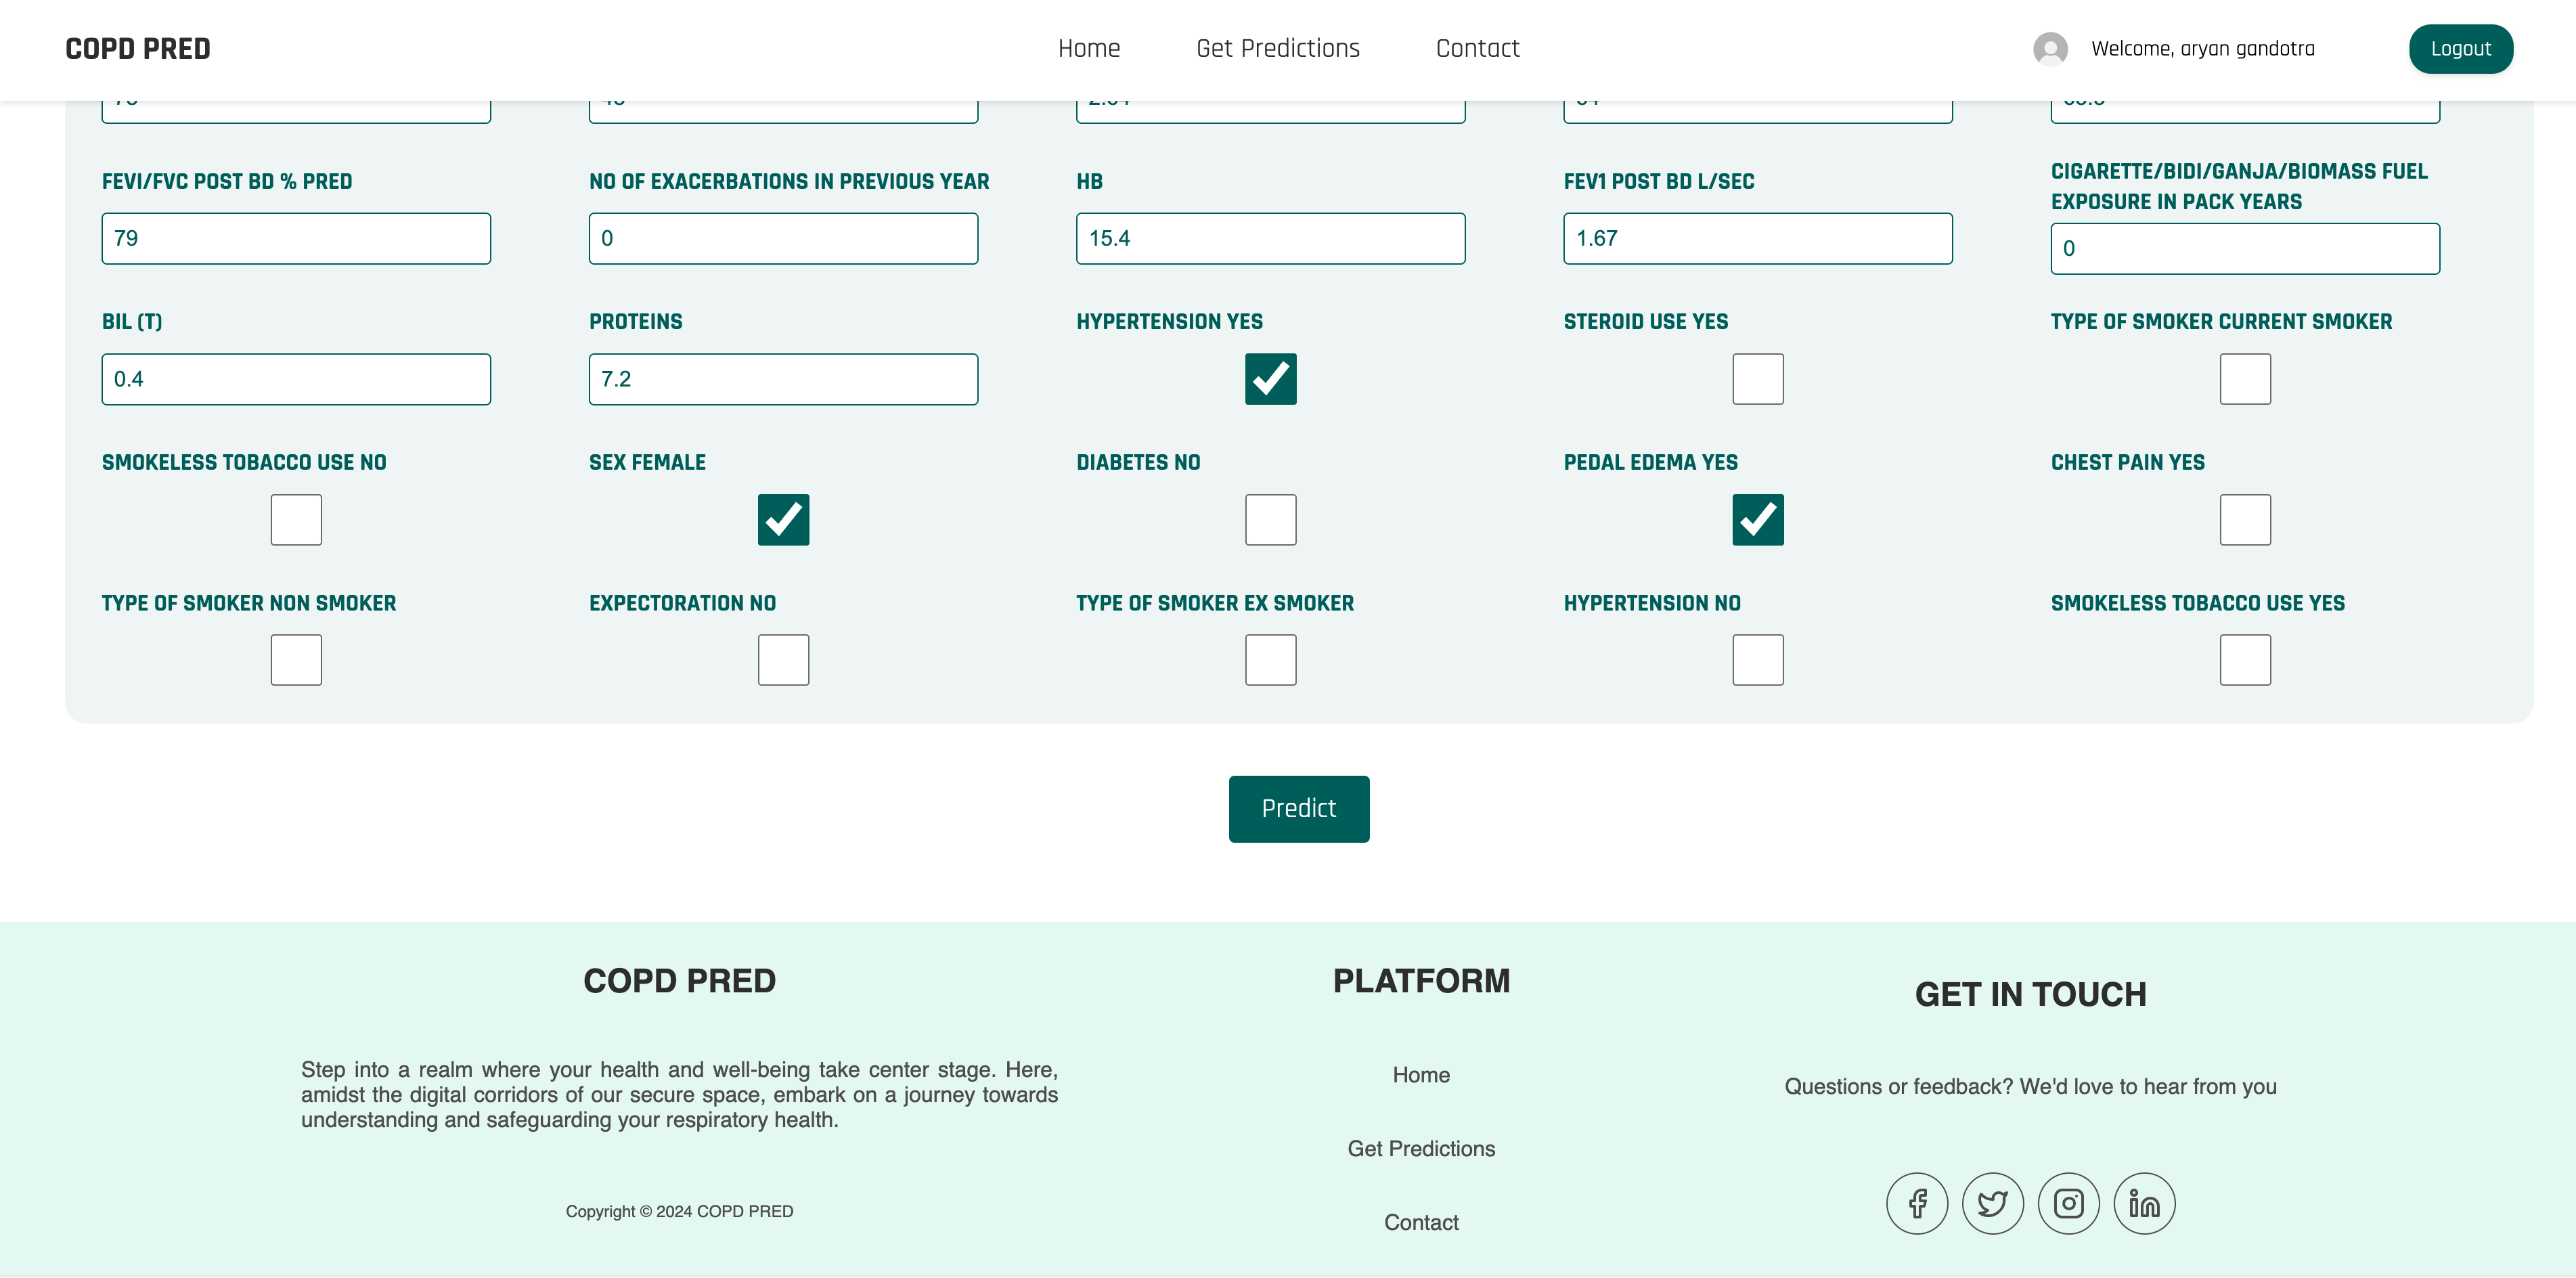 COPD PRED
Home
Get Predictions
Contact
Welcome, aryan gandotra
Logout
FEVI/FVC POST BD % PRED
NO OF EXACERBATIONS IN PREVIOUS YEAR
HB
FEV1 POST BD L/SEC
CIGARETTE/BIDI/GANJA/BIOMASS FUEL
EXPOSURE IN PACK YEARS
79
0
15.4
1.67
0
BIL (T)
PROTEINS
HYPERTENSION YES
STEROID USE YES
TYPE OF SMOKER CURRENT SMOKER
0.4
7.2
SMOKELESS TOBACCO USE NO
SEX FEMALE
DIABETES NO
PEDAL EDEMA YES
CHEST PAIN YES
TYPE OF SMOKER NON SMOKER
EXPECTORATION NO
TYPE OF SMOKER EX SMOKER
HYPERTENSION NO
SMOKELESS TOBACCO USE YES
Predict
COPD PRED
Step into a realm where your health and well-being take center stage. Here,
amidst the digital corridors of our secure space, embark on a journey towards
understanding and safeguarding your respiratory health.
Copyright © 2024 COPD PRED
PLATFORM
Home
Get Predictions
Contact
GET IN TOUCH
Questions or feedback? We'd love to hear from you